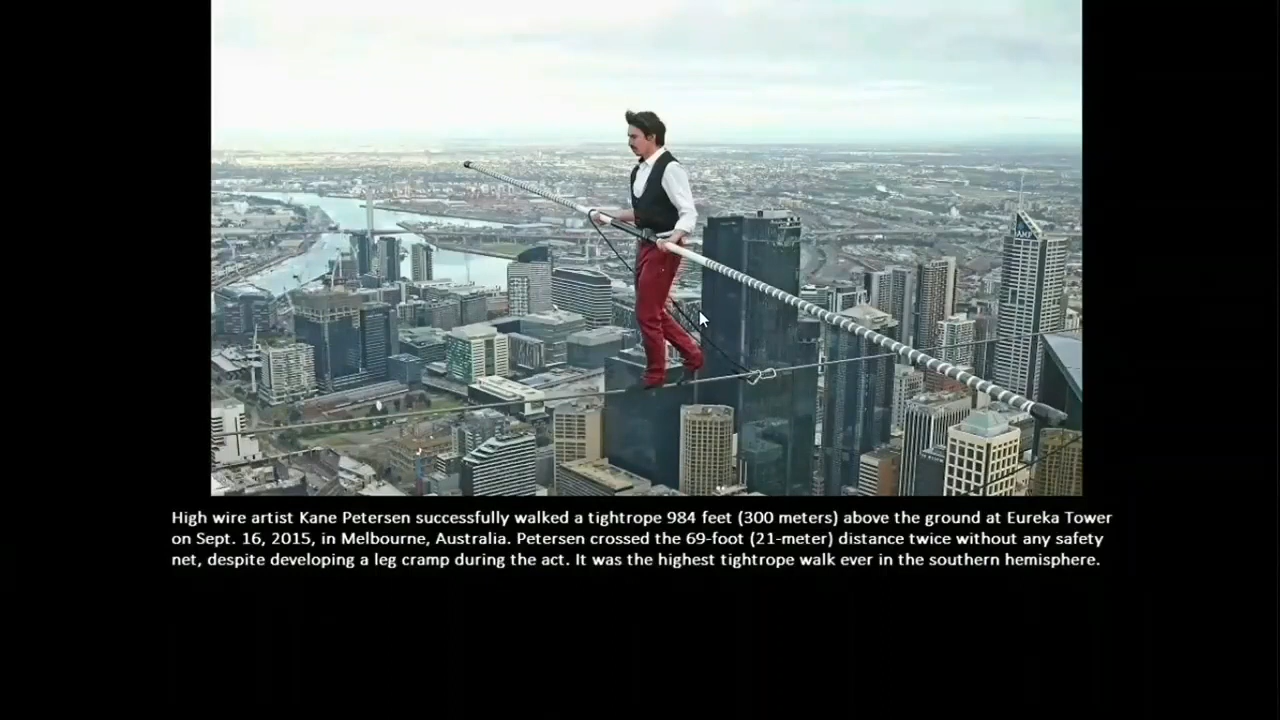 AMP
High wire artist Kane Petersen successfully walked a tightrope 984 feet (300 meters) above the ground at Eureka Tower
on Sept. 16, 2015, in Melbourne, Australia. Petersen crossed the 69-foot (21-meter) distance twice without any safety
net, despite developing a leg cramp during the act. It was the highest tightrope walk ever in the southern hemisphere.